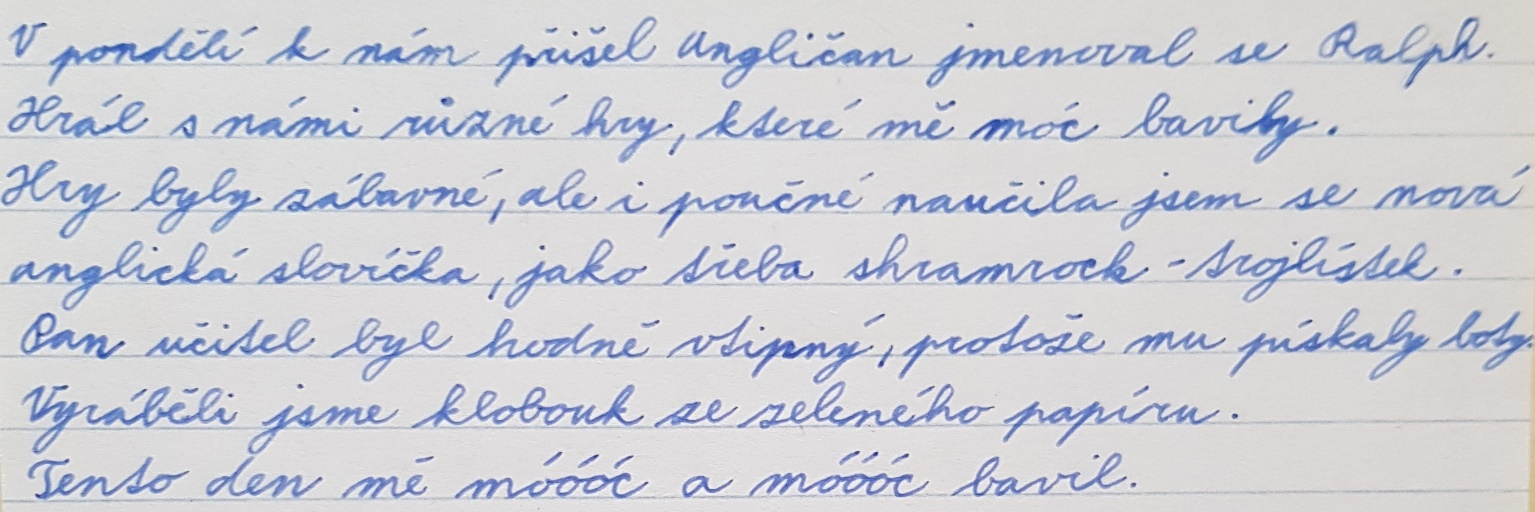 V pondělí k nám přišel Angličan jmenoval se Ralph.
Hrál s námi různé hry, které mě móc bavily.
Hry byly zábavné, ale i poučné naučila jsem se nová
anglická slovíčka, jako třeba shramrock - trojlístek.
Pan učitel byl hodně vtipný, protože mu pískaly boty.
Vyráběli jsme klobouk ze zeleného papíru.
Tento den mě móóóc a móóóc bavil.